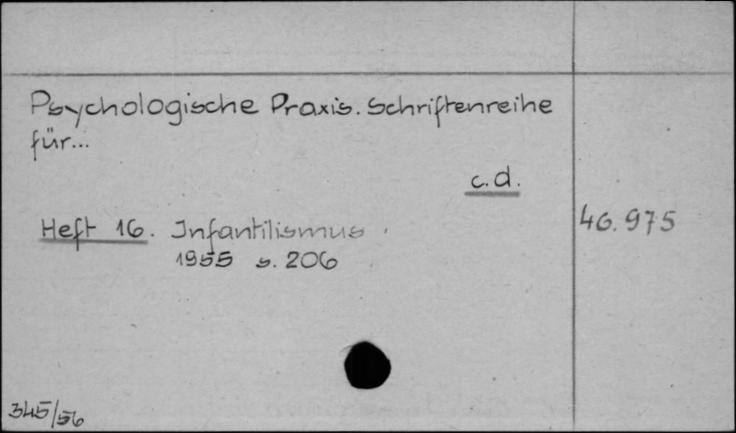 Psychologische Praxis. Schriftenreihe
für...
c.d.
Heft 16. Infantilismus
46.975
1955 s. 206
345/56